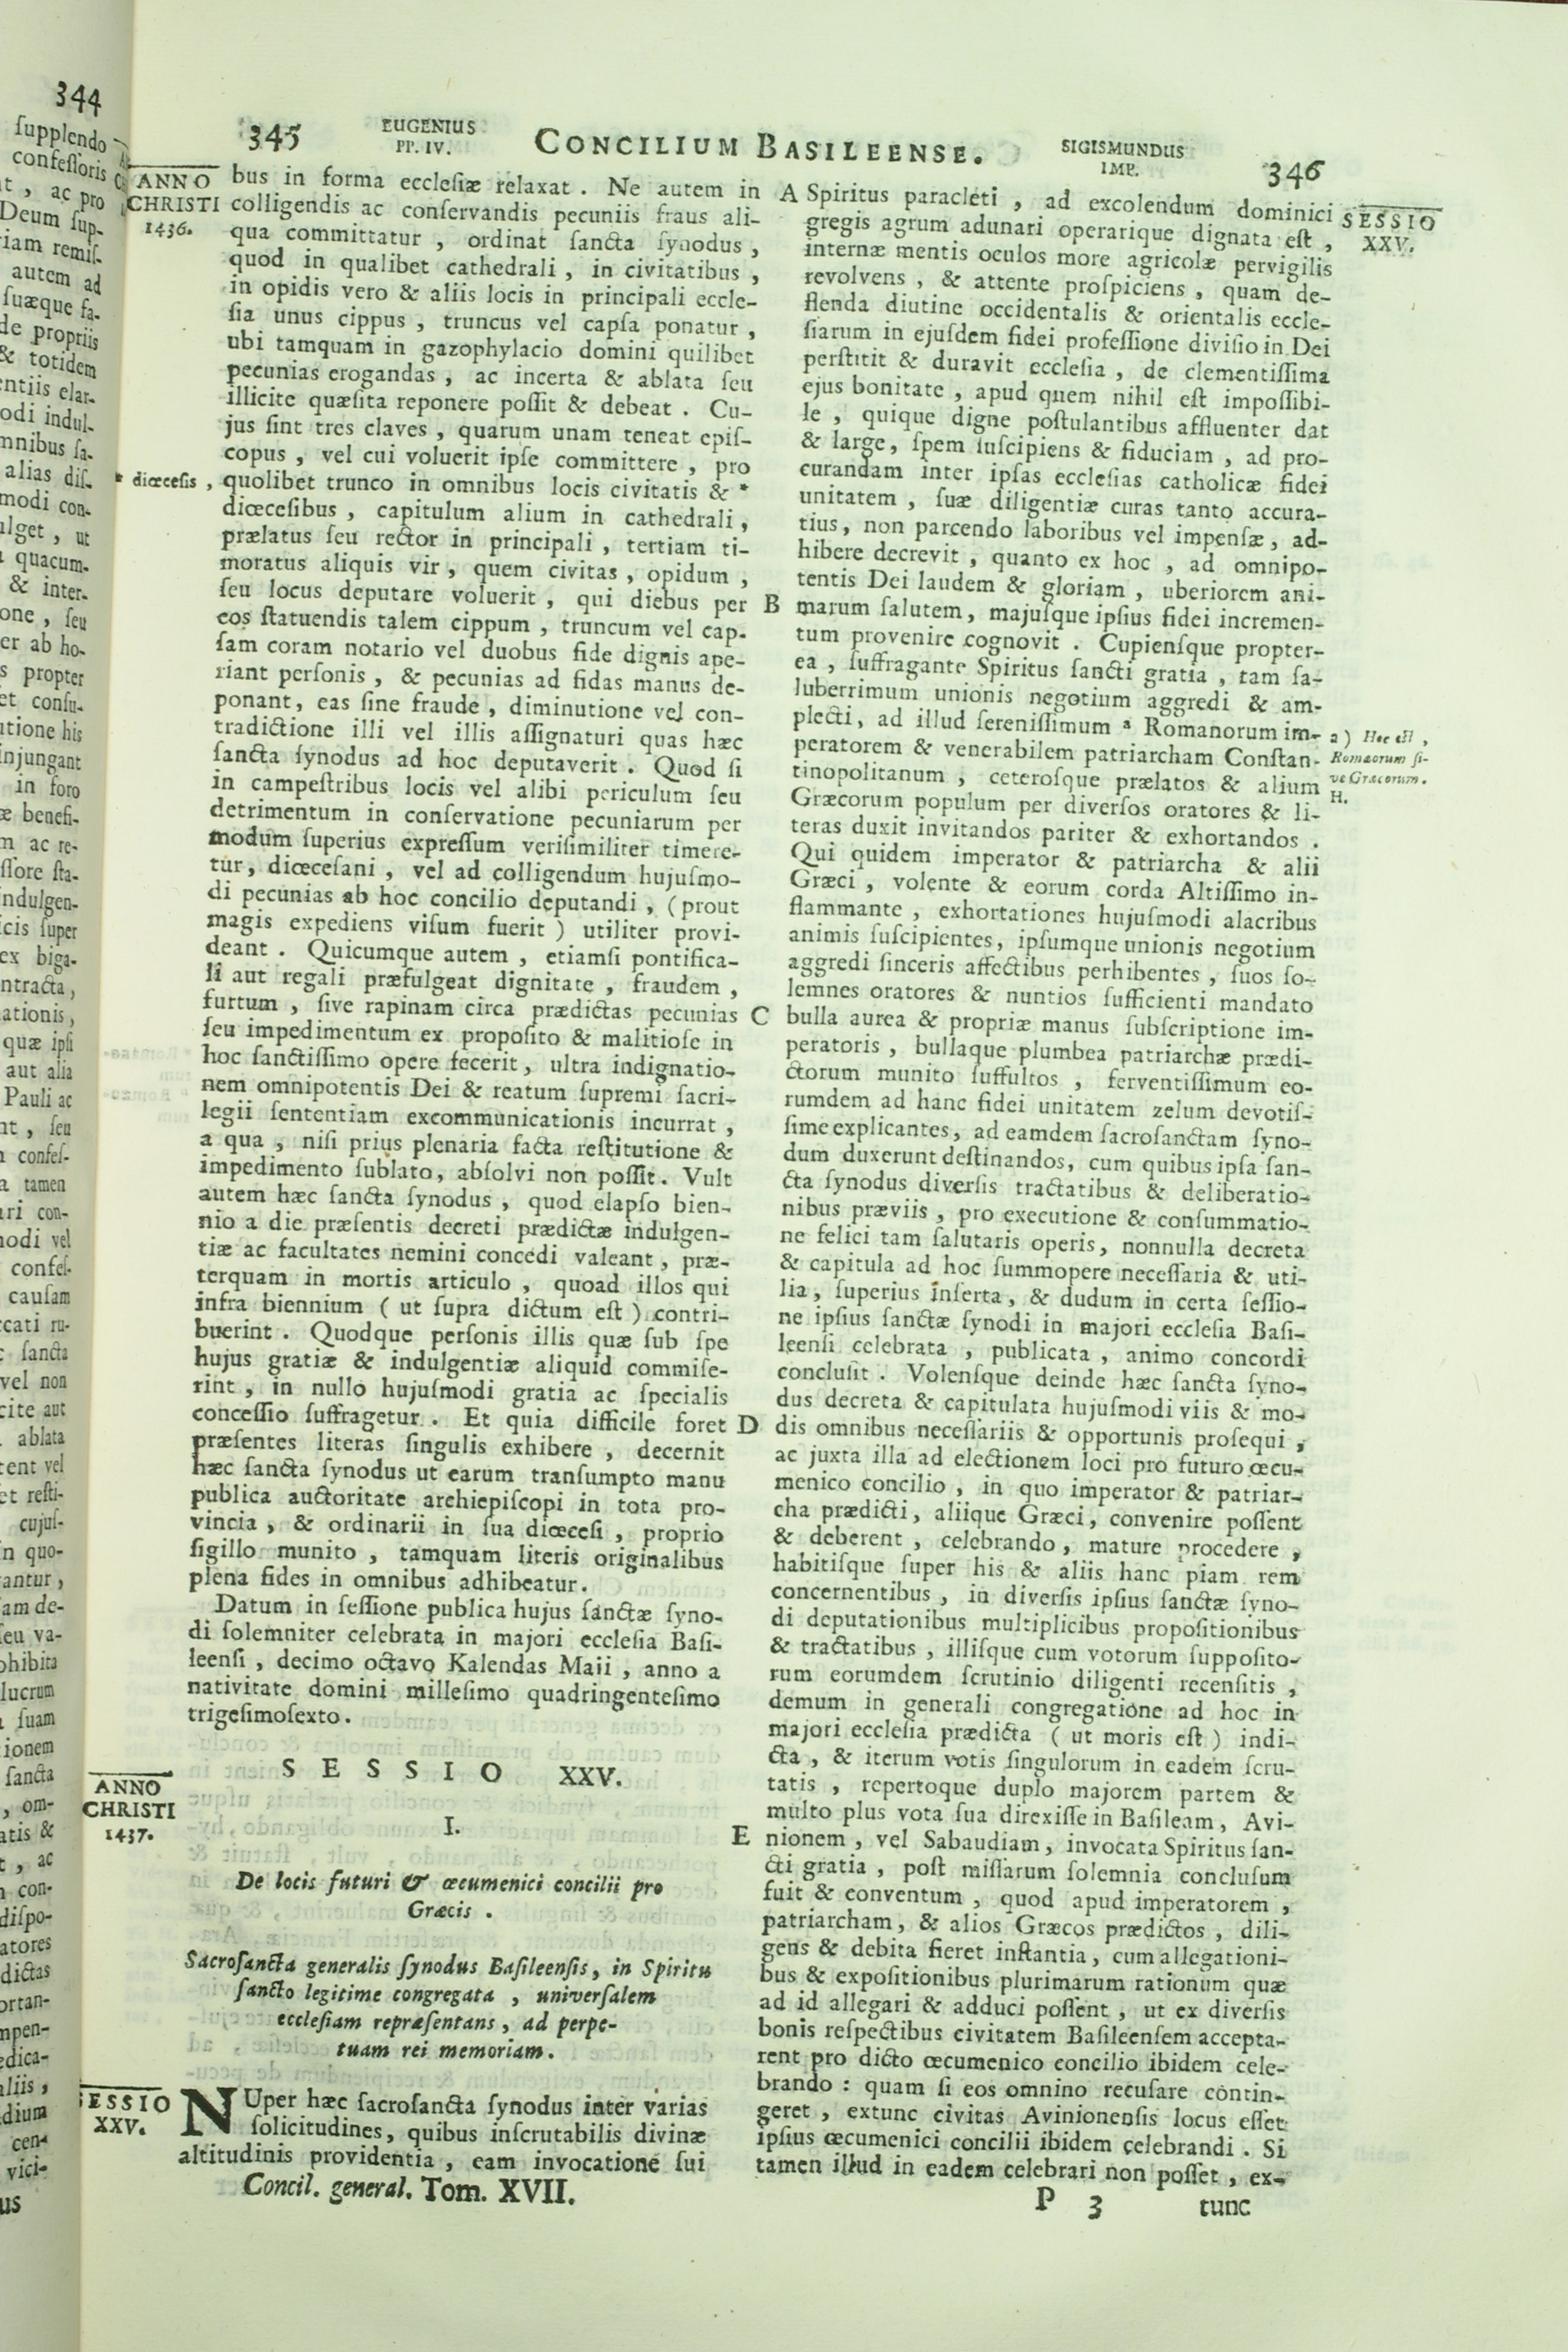 344
supplendo
confessoris
ac pro
Deum sup-
autem ad
suæque fa-
de propriis
& totidem
345
EUGENIUS
PP. IV.
CONCILIUM BASILEENSE.
SIGISMUNDUS
IMP.
346
ANNO
CHRISTI
1436.
bus in forma ecclesiæ relaxat. Ne autem in
colligendis ac conservandis pecuniis fraus ali-
qua committatur, ordinat sancta synodus,
quod in qualibet cathedrali, in civitatibus,
in opidis vero & aliis locis in principali eccle-
sia unus cippus, truncus vel capsa ponatur,
ubi tamquam in gazophylacio domini quilibet
pecunias erogandas, ac incerta & ablata seu
illicite quæsita reponere possit & debeat. Cu-
jus sint tres claves, quarum unam teneat epis-
copus, vel cui voluerit ipse committere, pro
* diœcesis,
quolibet trunco in omnibus locis civitatis & *
diœcesibus, capitulum alium in cathedrali,
prælatus seu rector in principali, tertiam ti-
moratus aliquis vir, quem civitas, opidum,
seu locus deputare voluerit, qui diebus per
eos statuendis talem cippum, truncum vel cap-
sam coram notario vel duobus fide dignis ape-
riant personis, & pecunias ad fidas manus de-
ponant, eas sine fraude, diminutione vel con-
tradictione illi vel illis assignaturi quas hæc
sancta synodus ad hoc deputaverit. Quod si
in campestribus locis vel alibi periculum seu
detrimentum in conservatione pecuniarum per
modum superius expressum verisimiliter timere-
tur, diœcesani, vel ad colligendum hujusmo-
di pecunias ab hoc concilio deputandi, (prout
magis expediens visum fuerit) utiliter provi-
deant. Quicumque autem, etiamsi pontifica-
li aut regali præfulgeat dignitate, fraudem,
furtum, sive rapinam circa prædictas pecunias
seu impedimentum ex proposito & malitiose in
hoc sanctissimo opere fecerit, ultra indignatio-
nem omnipotentis Dei & reatum supremi sacri-
legii sententiam excommunicationis incurrat,
a qua, nisi prius plenaria facta restitutione &
impedimento sublato, absolvi non possit. Vult
autem hæc sancta synodus, quod elapso bien-
nio a die præsentis decreti prædictæ indulgen-
tiæ ac facultates nemini concedi valeant, præ-
terquam in mortis articulo, quoad illos qui
infra biennium (ut supra dictum est) contri-
buerint. Quodque personis illis quæ sub spe
hujus gratiæ & indulgentiæ aliquid commise-
rint, in nullo hujusmodi gratia ac specialis
concessio suffragetur. Et quia difficile foret
præsentes literas singulis exhibere, decernit
hæc sancta synodus ut earum transumpto manu
publica auctoritate archiepiscopi in tota pro-
vincia, & ordinarii in sua diœcesi, proprio
sigillo munito, tamquam literis originalibus
plena fides in omnibus adhibeatur.
Datum in sessione publica hujus sanctæ syno-
di solemniter celebrata in majori ecclesia Basi-
leensi, decimo octavo Kalendas Maii, anno a
nativitate domini millesimo quadringentesimo
trigesimosexto.
SESSIO XXV.
ANNO
CHRISTI
1437.
I.
De locis futuri & œcumenici concilii pro
Græcis.
Sacrosancta generalis synodus Basileensis, in Spiritu
sancto legitime congregata, universalem
ecclesiam repræsentans, ad perpe-
tuam rei memoriam.
SESSIO
XXV.
NUper hæc sacrosancta synodus inter varias
solicitudines, quibus inscrutabilis divinæ
altitudinis providentia, eam invocatione sui
Concil. general. Tom. XVII.
A Spiritus paracleti, ad excolendum dominici
SESSIO
XXV.
gregis agrum adunari operarique dignata est,
internæ mentis oculos more agricolæ pervigilis
revolvens, & attente prospiciens, quam de-
flenda diutine occidentalis & orientalis eccle-
siarum in ejusdem fidei professione divisio in Dei
perstitit & duravit ecclesia, de clementissima
ejus bonitate, apud quem nihil est impossibi-
le, quique digne postulantibus affluenter dat
& large, spem suscipiens & fiduciam, ad pro-
curandam inter ipsas ecclesias catholicæ fidei
unitatem, suæ diligentiæ curas tanto accura-
tius, non parcendo laboribus vel impensæ, ad-
hibere decrevit, quanto ex hoc, ad omnipo-
tentis Dei laudem & gloriam, uberiorem ani-
B marum salutem, majusque ipsius fidei incremen-
tum provenire cognovit. Cupiensque propter-
ea, suffragante Spiritus sancti gratia, tam sa-
luberrimum unionis negotium aggredi & am-
plecti, ad illud serenissimum a Romanorum im-
a) Hoc est,
Romæorum si-
ve Græcorum.
H.
peratorem & venerabilem patriarcham Constan-
tinopolitanum, ceterosque prælatos & alium
Græcorum populum per diversos oratores & li-
teras duxit invitandos pariter & exhortandos.
Qui quidem imperator & patriarcha & alii
Græci, volente & eorum corda Altissimo in-
flammante, exhortationes hujusmodi alacribus
animis suscipientes, ipsumque unionis negotium
aggredi sinceris affectibus perhibentes, suos so-
lemnes oratores & nuntios sufficienti mandato
C bulla aurea & propriæ manus subscriptione im-
peratoris, bullaque plumbea patriarchæ prædi-
ctorum munito suffultos, ferventissimum eo-
rumdem ad hanc fidei unitatem zelum devotis-
sime explicantes, ad eamdem sacrosanctam syno-
dum duxerunt destinandos, cum quibus ipsa san-
cta synodus diversis tractatibus & deliberatio-
nibus præviis, pro executione & consummatio-
ne felici tam salutaris operis, nonnulla decreta
& capitula ad hoc summopere necessaria & uti-
lia, superius inserta, & dudum in certa sessio-
ne ipsius sanctæ synodi in majori ecclesia Basi-
leensi celebrata, publicata, animo concordi
conclusit. Volensque deinde hæc sancta syno-
dus decreta & capitulata hujusmodi viis & mo-
D dis omnibus necessariis & opportunis prosequi,
ac juxta illa ad electionem loci pro futuro œcu-
menico concilio, in quo imperator & patriar-
cha prædicti, aliique Græci, convenire possent
& deberent, celebrando, mature procedere,
habitisque super his & aliis hanc piam rem
concernentibus, in diversis ipsius sanctæ syno-
di deputationibus multiplicibus propositionibus
& tractatibus, illisque cum votorum supposito-
rum eorumdem scrutinio diligenti recensitis,
demum in generali congregatione ad hoc in
majori ecclesia prædicta (ut moris est) indi-
cta, & iterum votis singulorum in eadem scru-
tatis, repertoque duplo majorem partem &
multo plus vota sua direxisse in Basileam, Avi-
E nionem, vel Sabaudiam, invocata Spiritus san-
cti gratia, post missarum solemnia conclusum
fuit & conventum, quod apud imperatorem,
patriarcham, & alios Græcos prædictos, dili-
gens & debita fieret instantia, cum allegationi-
bus & expositionibus plurimarum rationum quæ
ad id allegari & adduci possent, ut ex diversis
bonis respectibus civitatem Basileensem accepta-
rent pro dicto œcumenico concilio ibidem cele-
brando: quam si eos omnino recusare contin-
geret, extunc civitas Avinionensis locus esset
ipsius œcumenici concilii ibidem celebrandi. Si
tamen illud in eadem celebrari non posset, ex-
P 3 tunc